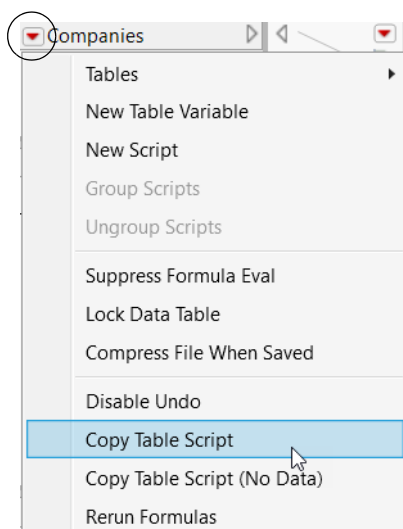 Companies
Tables
New Table Variable
New Script
Group Scripts
Ungroup Scripts
Suppress Formula Eval
Lock Data Table
Compress File When Saved
Disable Undo
Copy Table Script
Copy Table Script (No Data)
Rerun Formulas